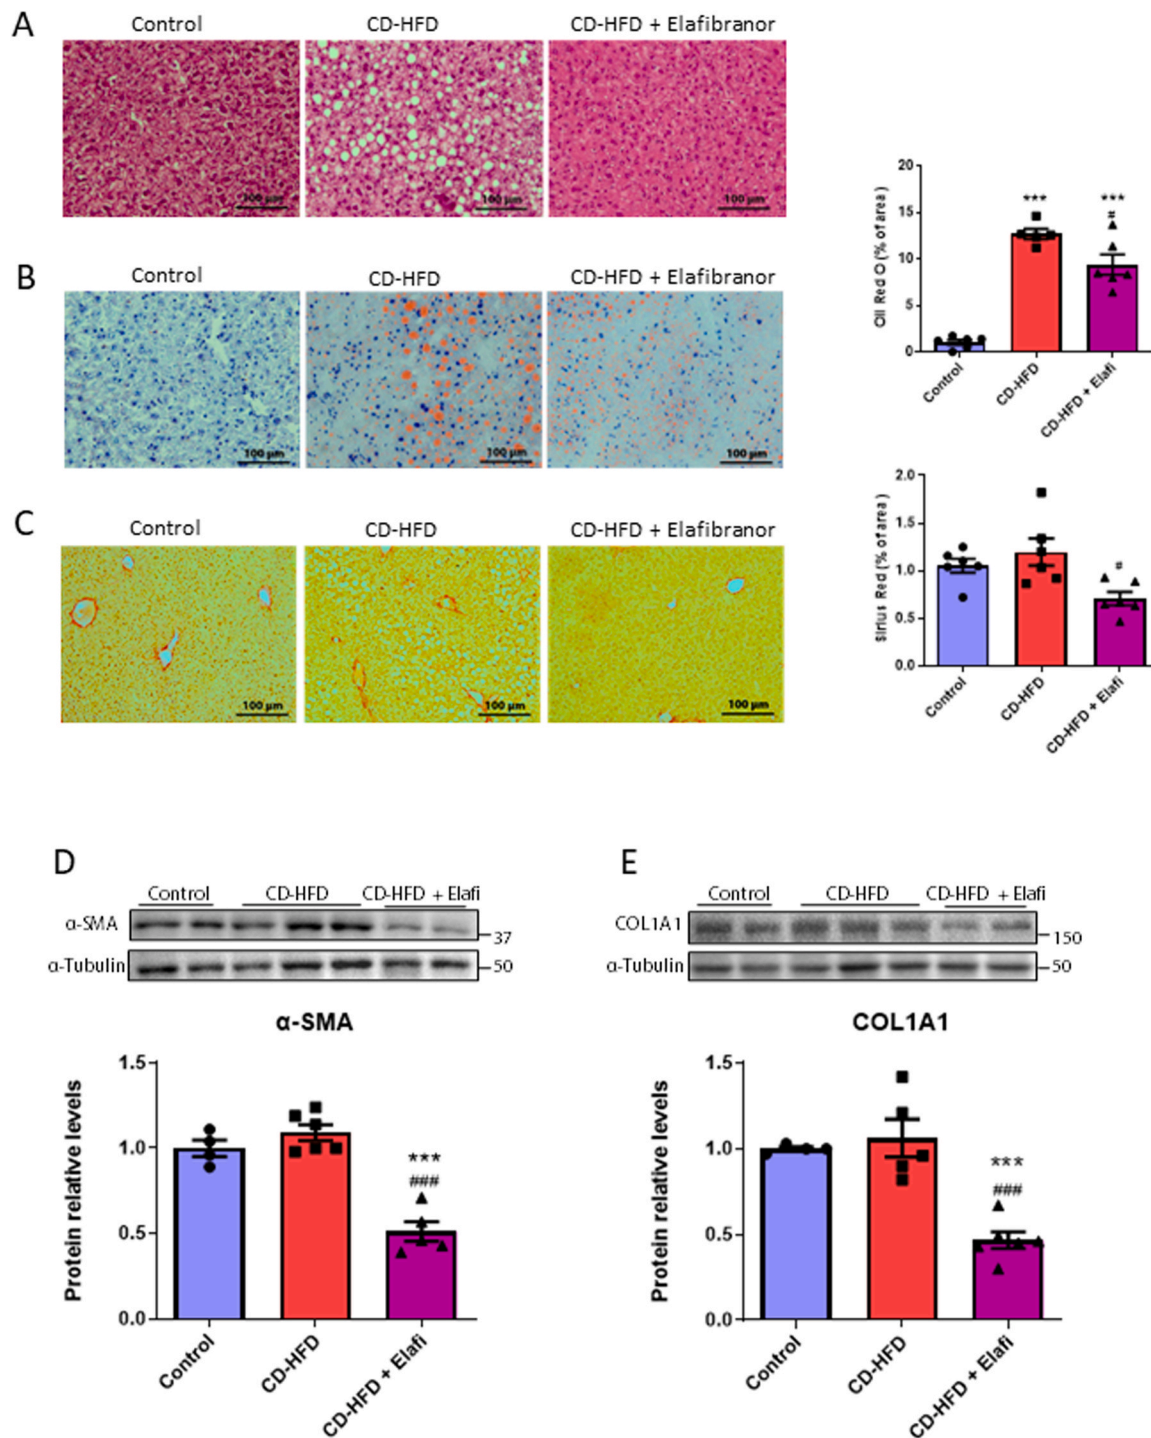 A
Control
CD-HFD
CD-HFD + Elafibranor
100 µm
100 µm
100 µm
20
15
10
5
0
Oil Red O (% of area)
***
***
#
Control
CD-HFD
CD-HFD + Elafi
B
Control
CD-HFD
CD-HFD + Elafibranor
100 µm
100 µm
100 µm
C
Control
CD-HFD
CD-HFD + Elafibranor
100 µm
100 µm
100 µm
2.0
1.5
1.0
0.5
0.0
Sirius Red (% of area)
#
Control
CD-HFD
CD-HFD + Elafi
D
Control
CD-HFD
CD-HFD + Elafi
α-SMA
37
α-Tubulin
50
α-SMA
1.5
1.0
0.5
0.0
Protein relative levels
***
###
Control
CD-HFD
CD-HFD + Elafi
E
Control
CD-HFD
CD-HFD + Elafi
COL1A1
150
α-Tubulin
50
COL1A1
1.5
1.0
0.5
0.0
Protein relative levels
***
###
Control
CD-HFD
CD-HFD + Elafi